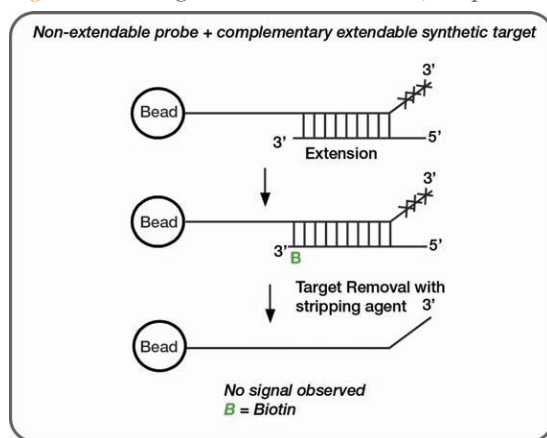 Non-extendable probe + complementary extendable synthetic target
3'
Bead
3'
5'
Extension
3'
Bead
3'
5'
B
Target Removal with
stripping agent
3'
Bead
No signal observed
B = Biotin